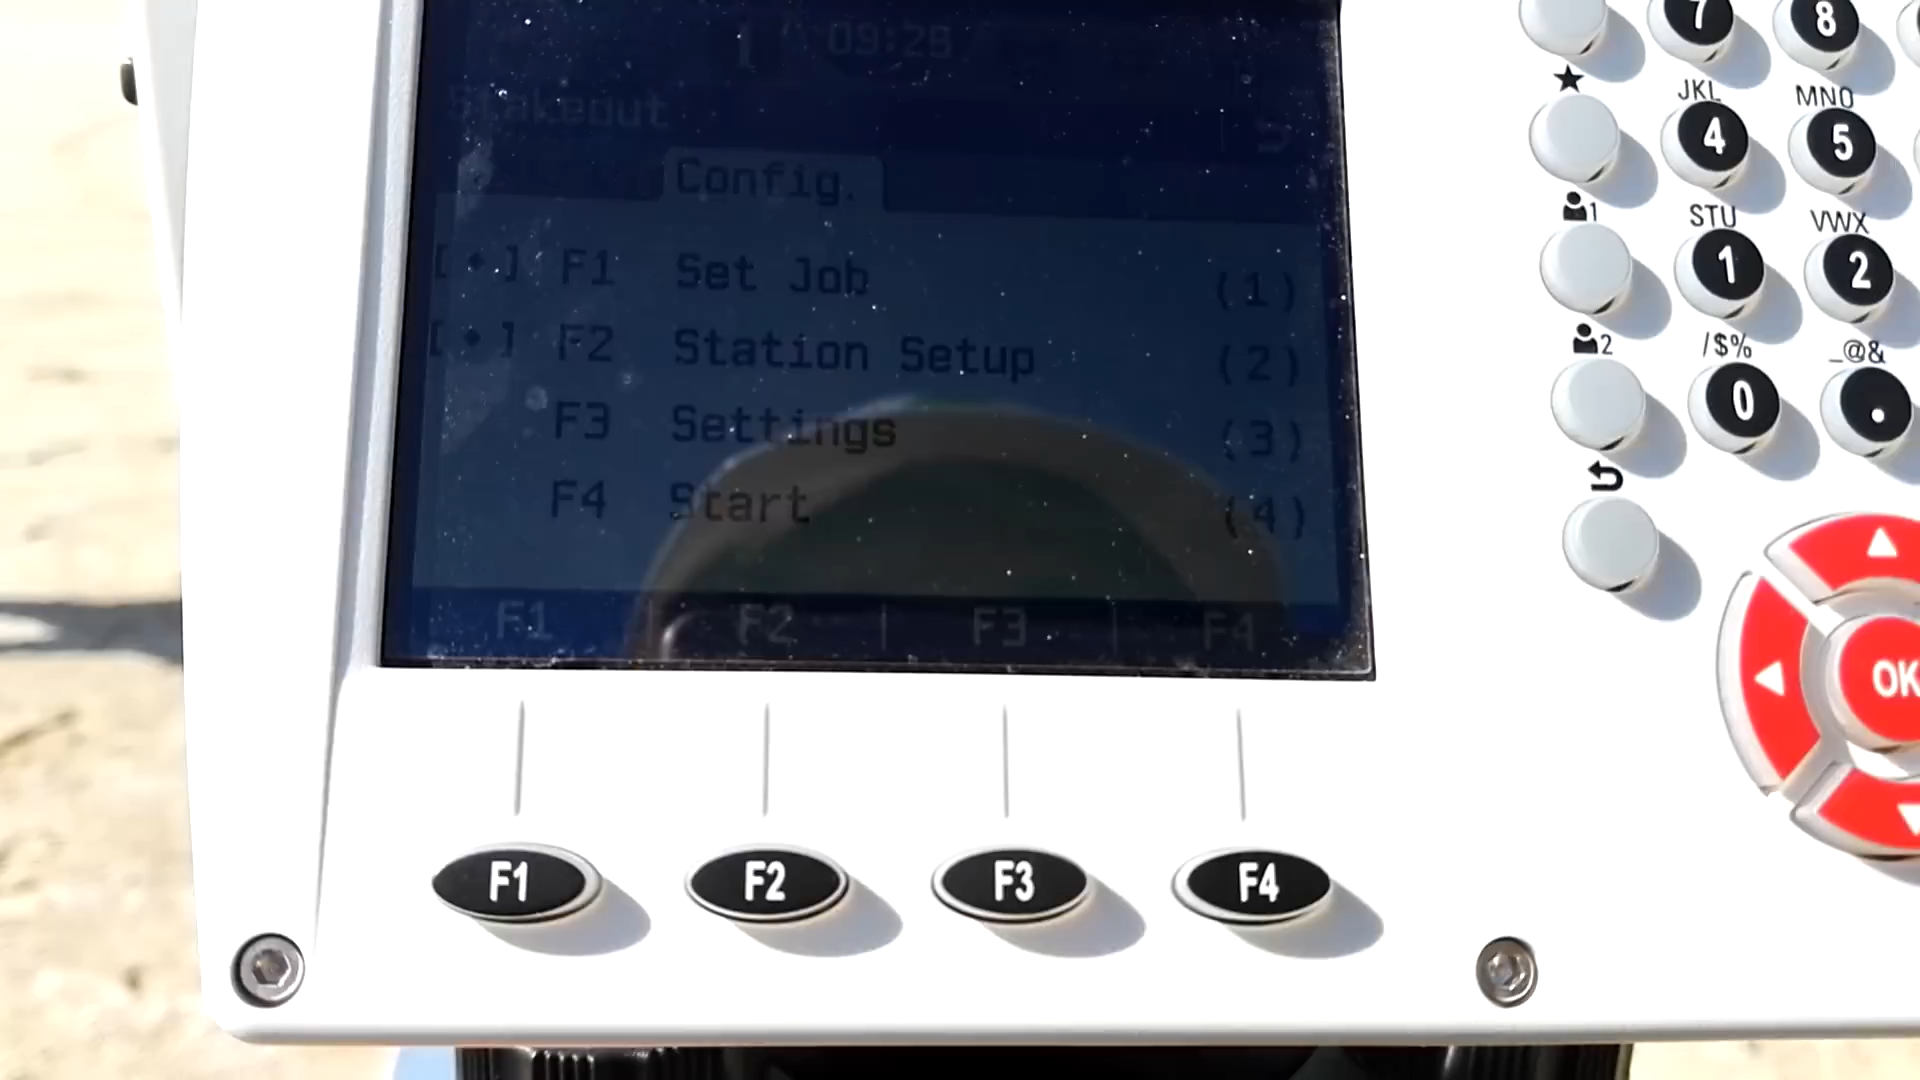 09:28
Stakeout
Config.
[•] F1 Set Job (1)
[•] F2 Station Setup (2)
F3 Settings (3)
F4 Start (4)
F1 F2 F3 F4
F1 F2 F3 F4
7 8
JKL MNO
4 5
1 STU VWX
1 2
2 /$% _@&
0 .
OK